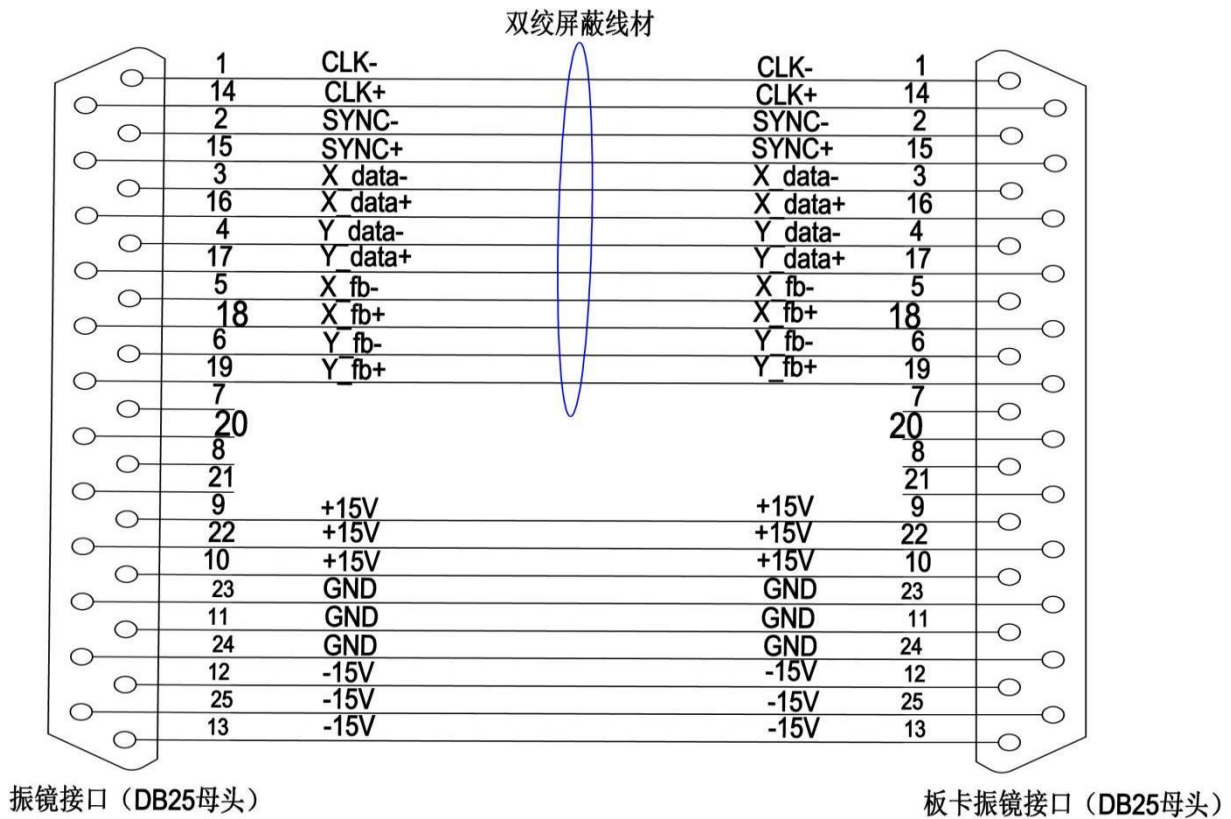 双绞屏蔽线材
1 CLK- CLK- 1
14 CLK+ CLK+ 14
2 SYNC- SYNC- 2
15 SYNC+ SYNC+ 15
3 X_data- X_data- 3
16 X_data+ X_data+ 16
4 Y_data- Y_data- 4
17 Y_data+ Y_data+ 17
5 X_fb- X_fb- 5
18 X_fb+ X_fb+ 18
6 Y_fb- Y_fb- 6
19 Y_fb+ Y_fb+ 19
7 7
20 20
8 8
21 21
9 +15V +15V 9
22 +15V +15V 22
10 +15V +15V 10
23 GND GND 23
11 GND GND 11
24 GND GND 24
12 -15V -15V 12
25 -15V -15V 25
13 -15V -15V 13
振镜接口（DB25母头） 板卡振镜接口（DB25母头）